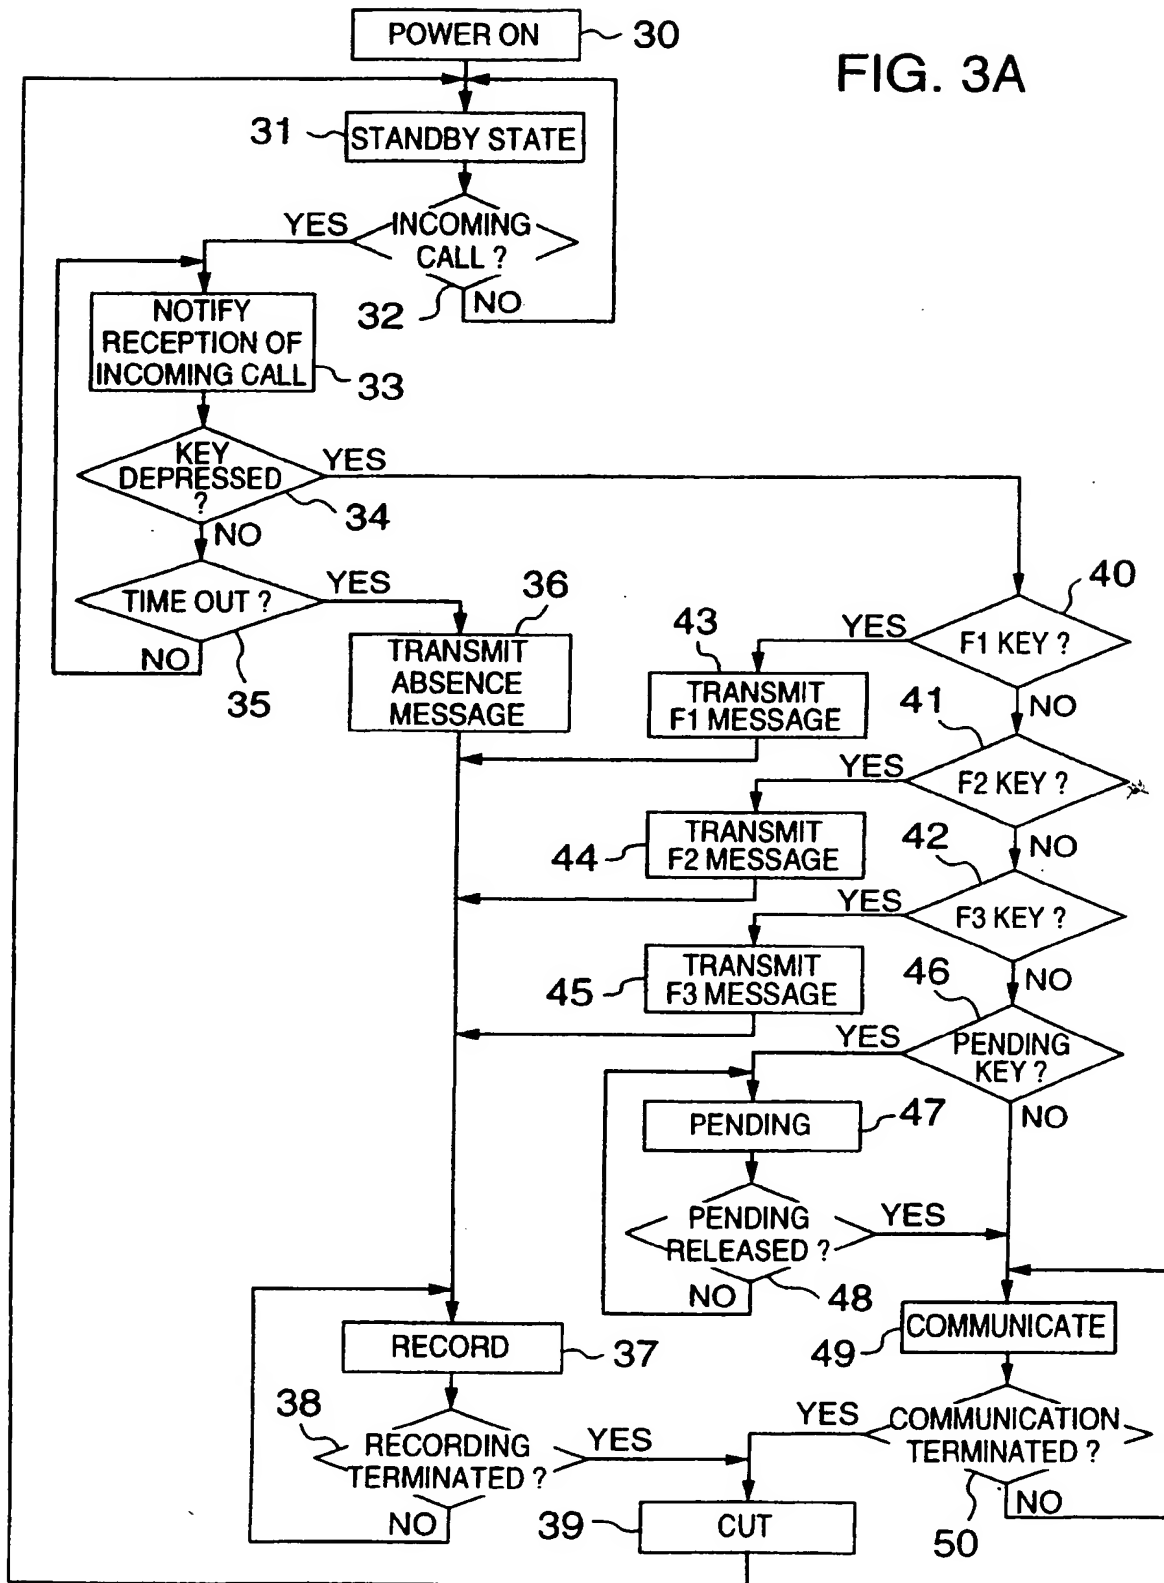 POWER ON
30
FIG. 3A
31
STANDBY STATE
YES
INCOMING
CALL ?
32
NO
NOTIFY
RECEPTION OF
INCOMING CALL
33
KEY
DEPRESSED
?
YES
34
NO
TIME OUT ?
YES
35
NO
36
TRANSMIT
ABSENCE
MESSAGE
40
F1 KEY ?
YES
NO
43
TRANSMIT
F1 MESSAGE
41
F2 KEY ?
YES
NO
44
TRANSMIT
F2 MESSAGE
42
F3 KEY ?
YES
NO
45
TRANSMIT
F3 MESSAGE
46
PENDING
KEY ?
YES
NO
PENDING
47
PENDING
RELEASED ?
YES
NO
48
RECORD
37
49
COMMUNICATE
38
RECORDING
TERMINATED ?
YES
NO
YES
COMMUNICATION
TERMINATED ?
NO
50
39
CUT